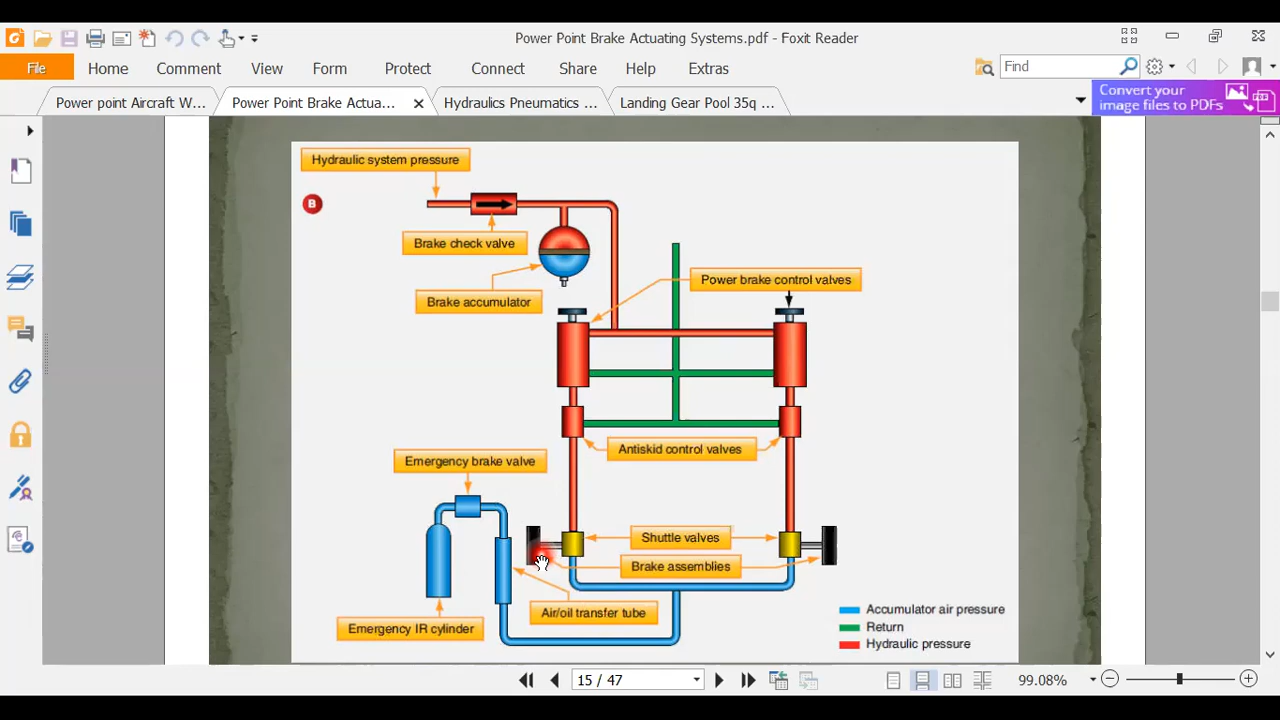 Power Point Brake Actuating Systems.pdf - Foxit Reader
File Home Comment View Form Protect Connect Share Help Extras
Find
Power point Aircraft W...
Power Point Brake Actua...
Hydraulics Pneumatics ...
Landing Gear Pool 35q ...
Convert your
image files to PDFs
Hydraulic system pressure
B
Brake check valve
Brake accumulator
Power brake control valves
Antiskid control valves
Emergency brake valve
Shuttle valves
Brake assemblies
Air/oil transfer tube
Emergency IR cylinder
Accumulator air pressure
Return
Hydraulic pressure
15 / 47
99.08%